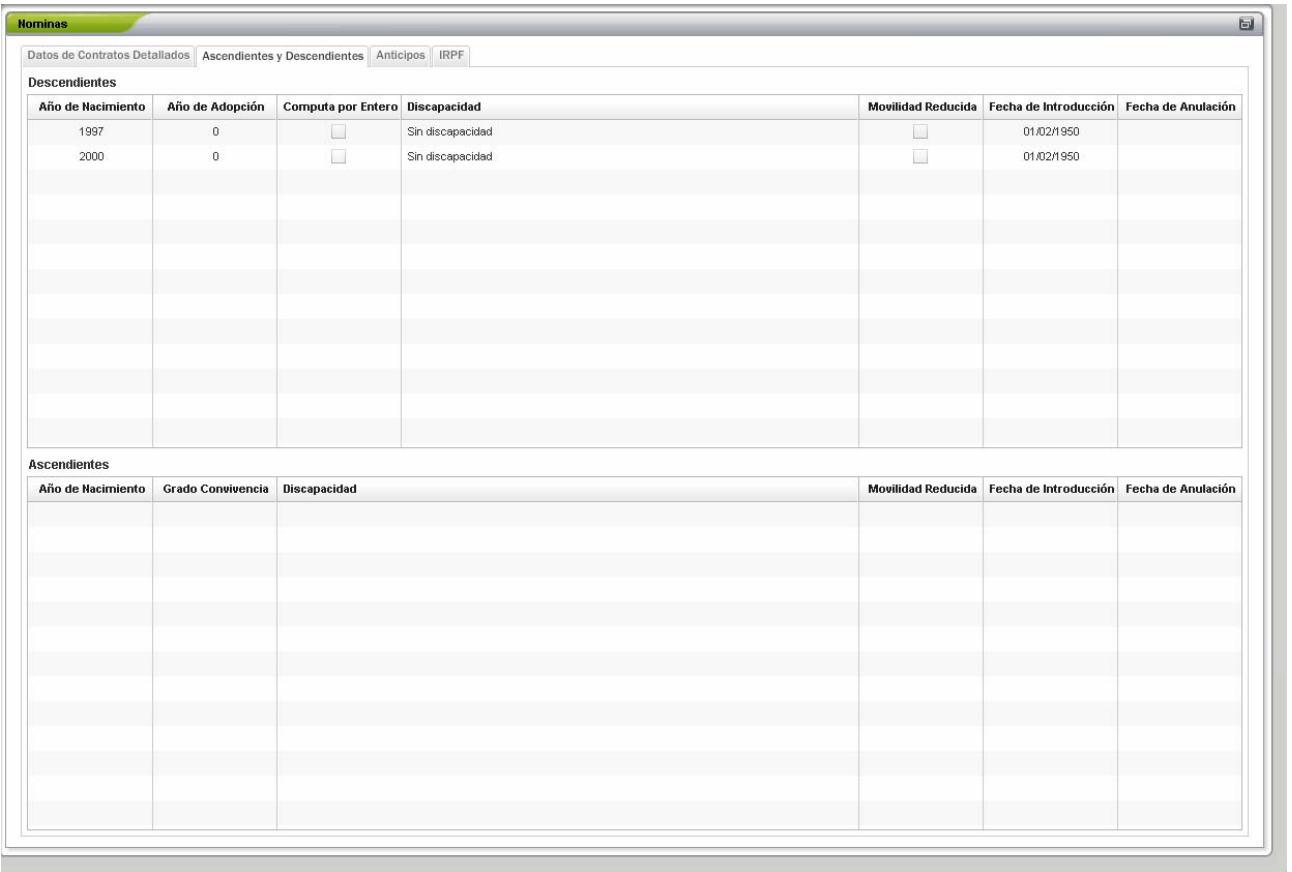 Nominas
Datos de Contratos Detallados Ascendientes y Descendientes Anticipos IRPF
Descendientes
Año de Nacimiento Año de Adopción Computa por Entero Discapacidad Movilidad Reducida Fecha de Introducción Fecha de Anulación
1997 0 Sin discapacidad 01/02/1950
2000 0 Sin discapacidad 01/02/1950
Ascendientes
Año de Nacimiento Grado Convivencia Discapacidad Movilidad Reducida Fecha de Introducción Fecha de Anulación